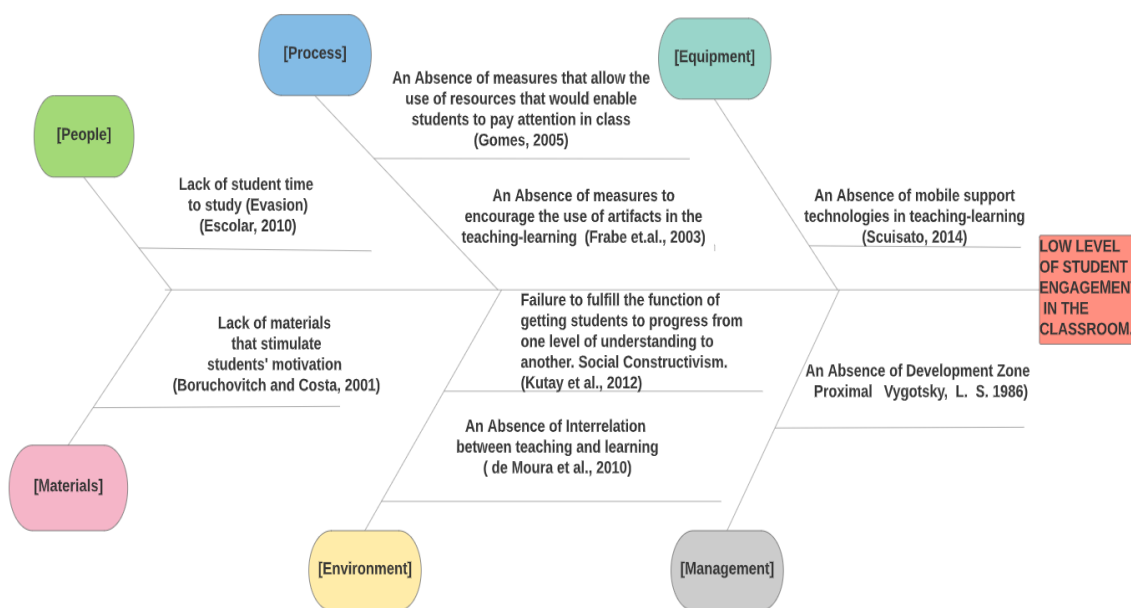 [Process]
[Equipment]
[People]
An Absence of measures that allow the
use of resources that would enable
students to pay attention in class
(Gomes, 2005)
Lack of student time
to study (Evasion)
(Escolar, 2010)
An Absence of measures to
encourage the use of artifacts in the
teaching-learning (Frabe et.al., 2003)
An Absence of mobile support
technologies in teaching-learning
(Scuisato, 2014)
LOW LEVEL
OF STUDENT
ENGAGEMENT
IN THE
CLASSROOM.
Lack of materials
that stimulate
students' motivation
(Boruchovitch and Costa, 2001)
Failure to fulfill the function of
getting students to progress from
one level of understanding to
another. Social Constructivism.
(Kutay et al., 2012)
An Absence of Interrelation
between teaching and learning
( de Moura et al., 2010)
An Absence of Development Zone
Proximal Vygotsky, L. S. 1986)
[Materials]
[Environment]
[Management]